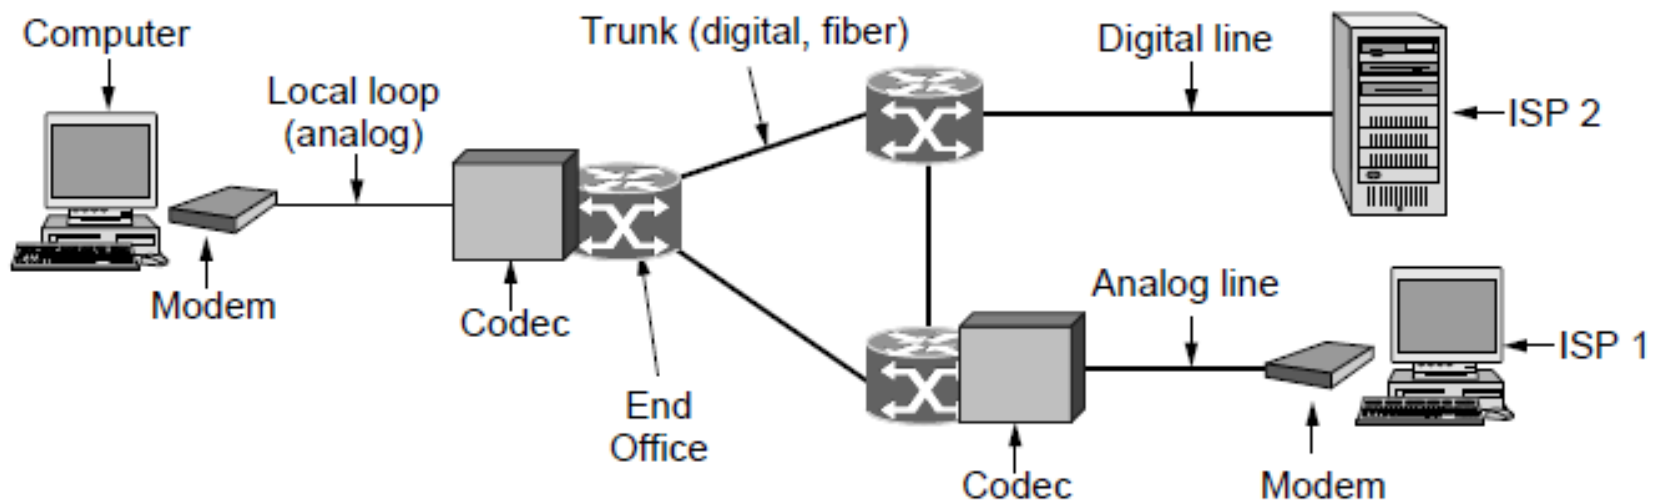 Computer
Trunk (digital, fiber)
Digital line
Local loop
(analog)
ISP 2
Modem
Codec
End
Office
Analog line
ISP 1
Codec
Modem